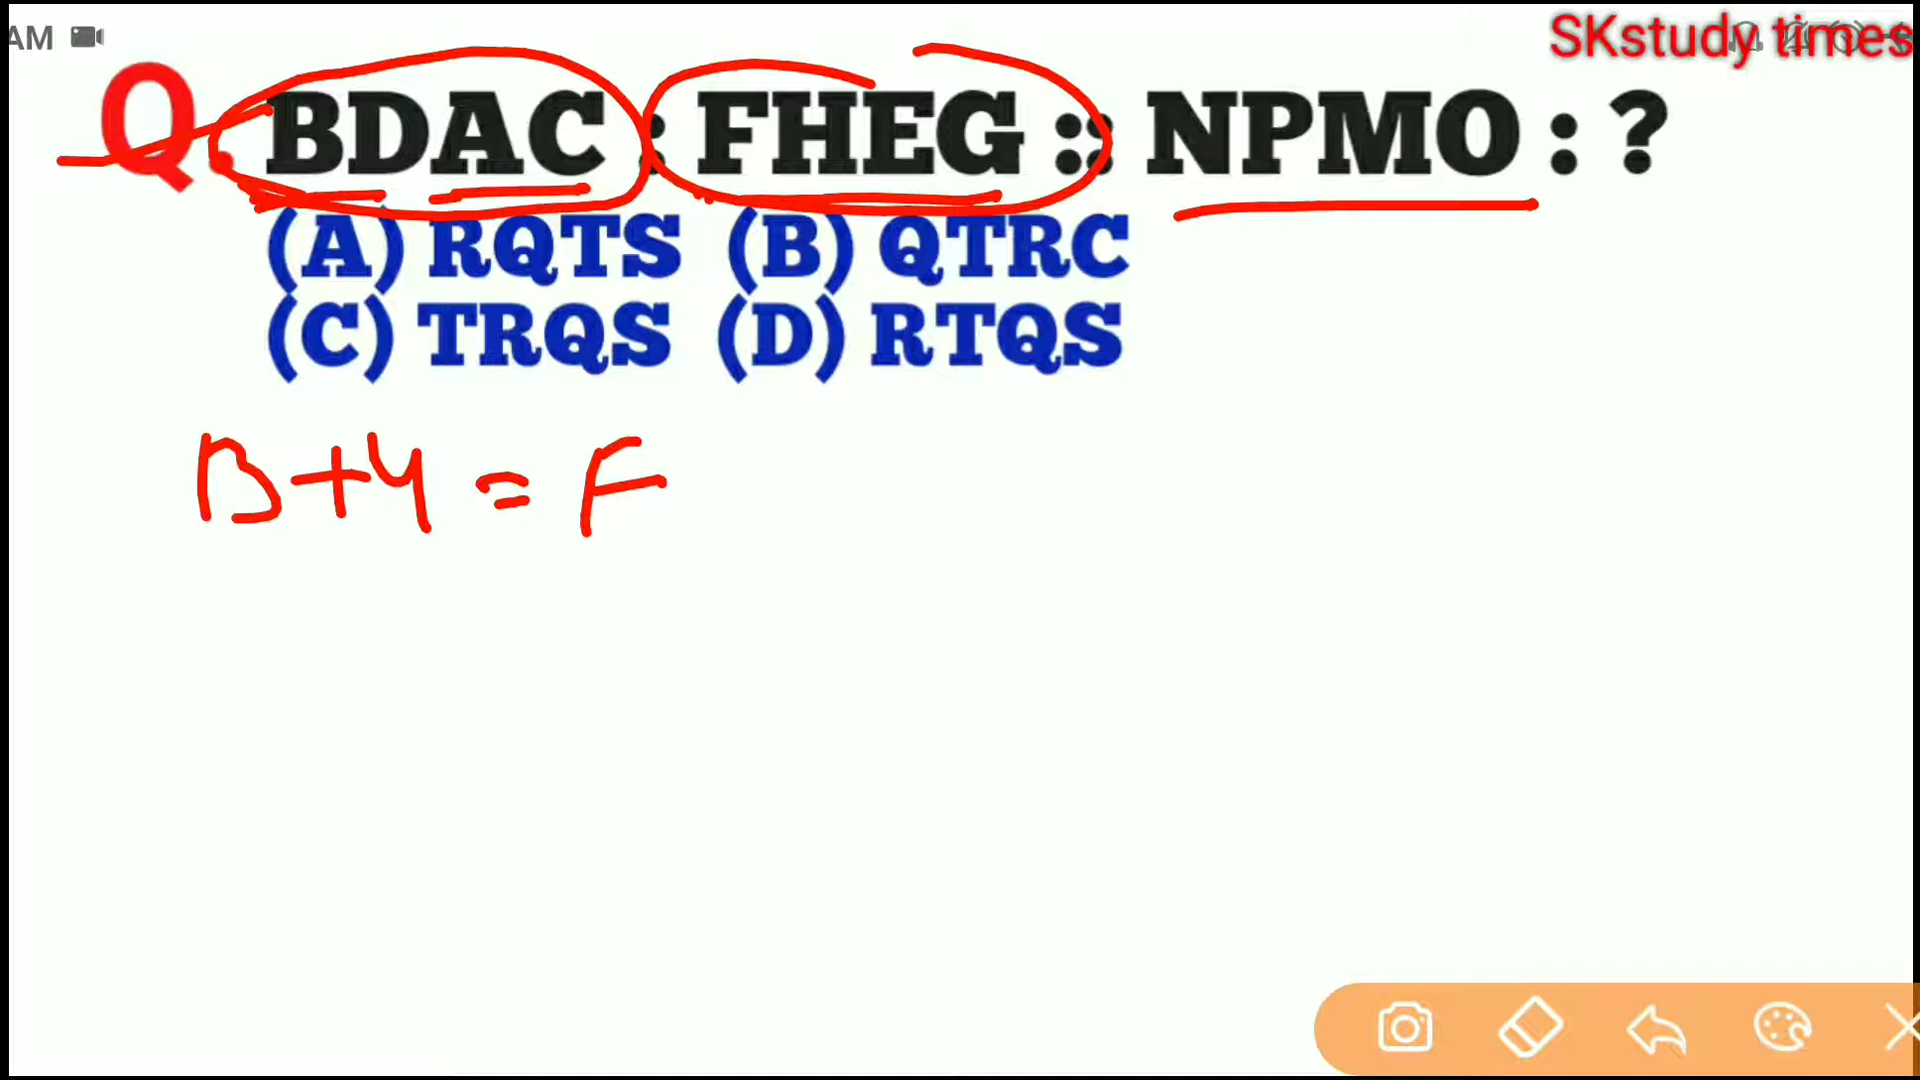 AM
SKstudy times
Q. BDAC : FHEG :: NPMO : ?
(A) RQTS (B) QTRC
(C) TRQS (D) RTQS
B+4 = F